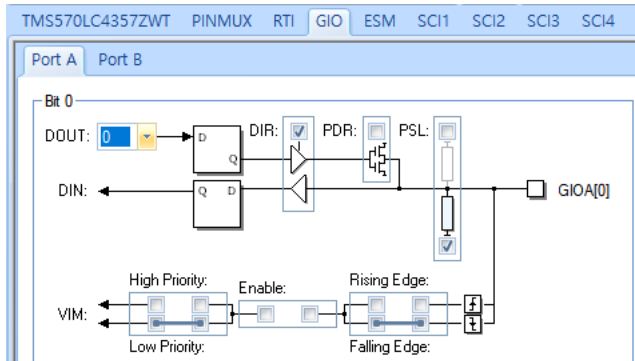 TMS570LC4357ZWT PINMUX RTI GIO ESM SCI1 SCI2 SCI3 SCI4
Port A Port B
Bit 0
DOUT: 0 D Q DIR: PDR: PSL:
DIN: Q D GIOA[0]
High Priority: Enable: Rising Edge:
VIM:
Low Priority: Falling Edge: